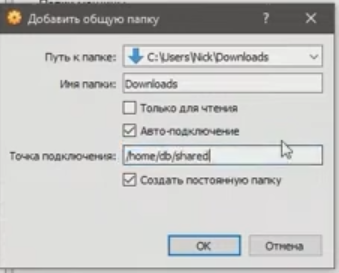 Добавить общую папку
Путь к папке: C:\Users\Nick\Downloads
Имя папки: Downloads
Только для чтения
Авто-подключение
Точка подключения: /home/db/shared
Создать постоянную папку
OK Отмена